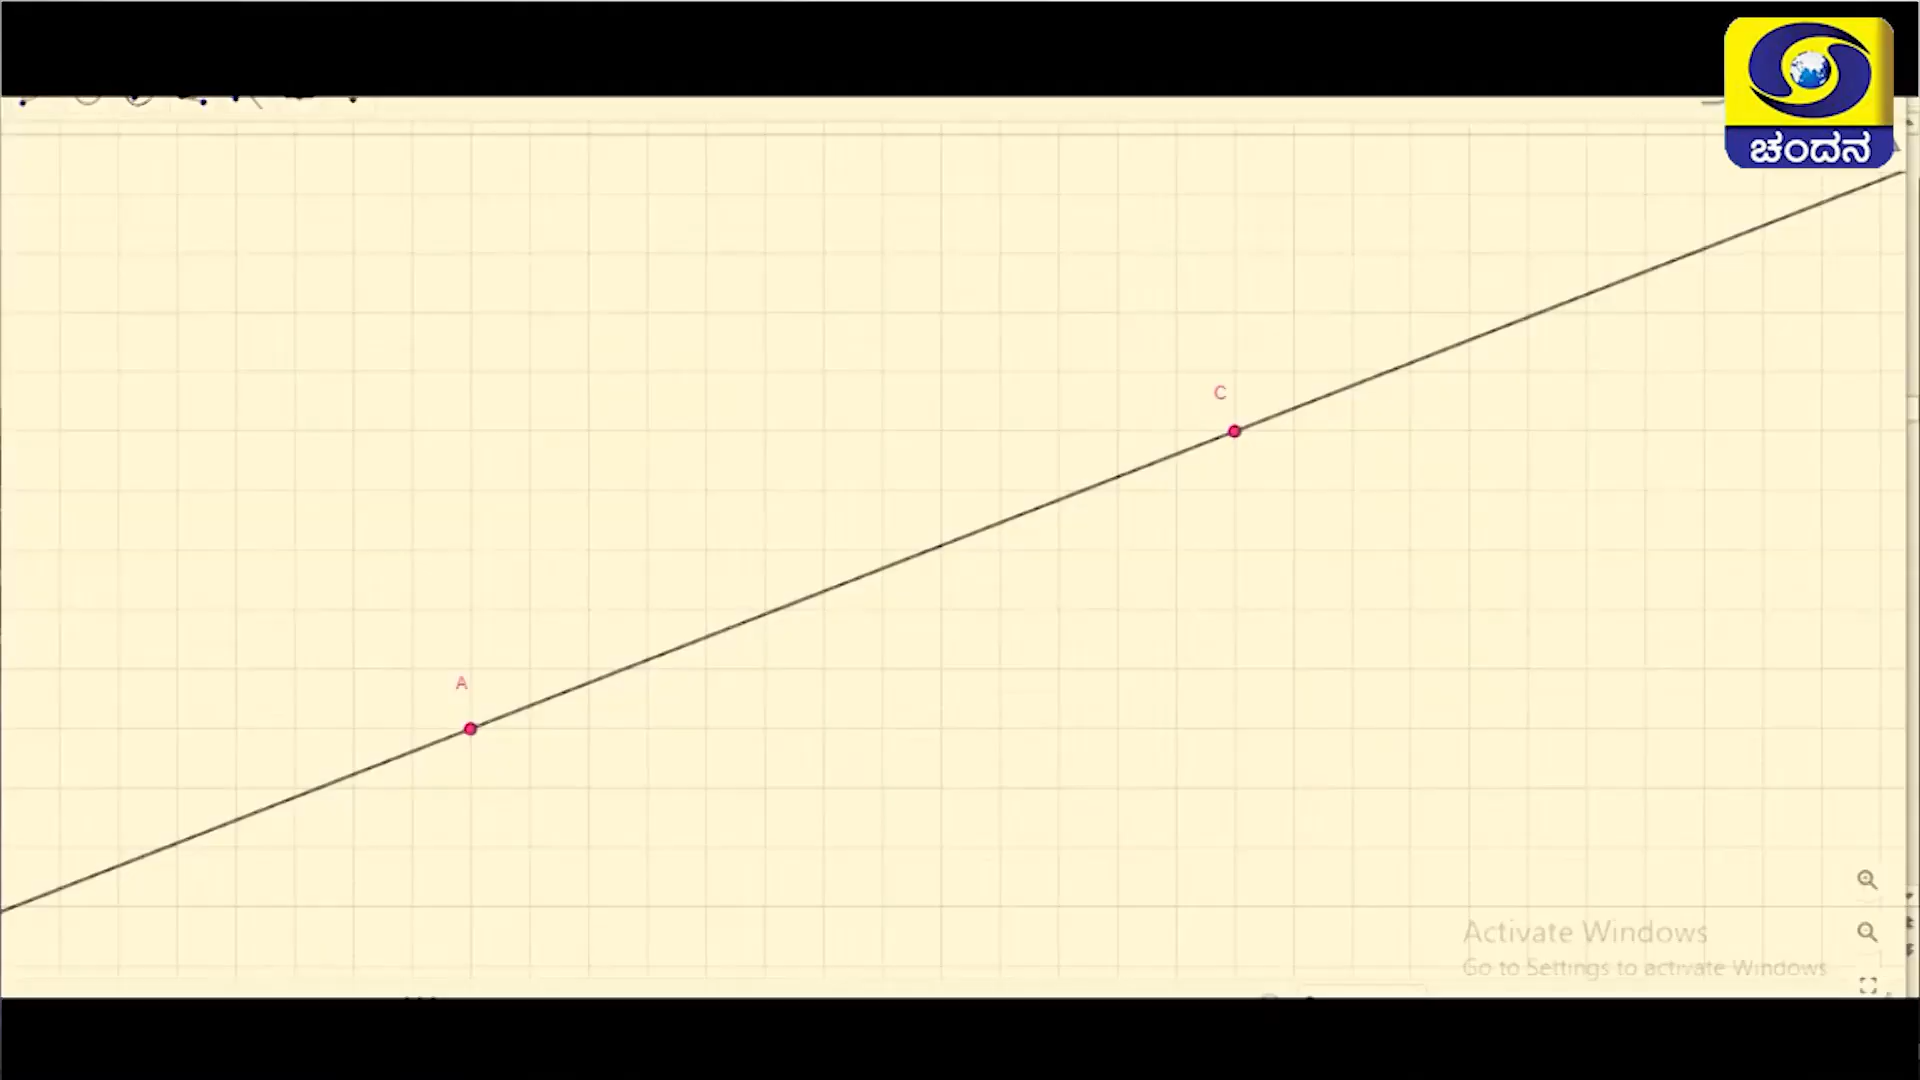 ಚಂದನ
C
A
Activate Windows
Go to Settings to activate Windows